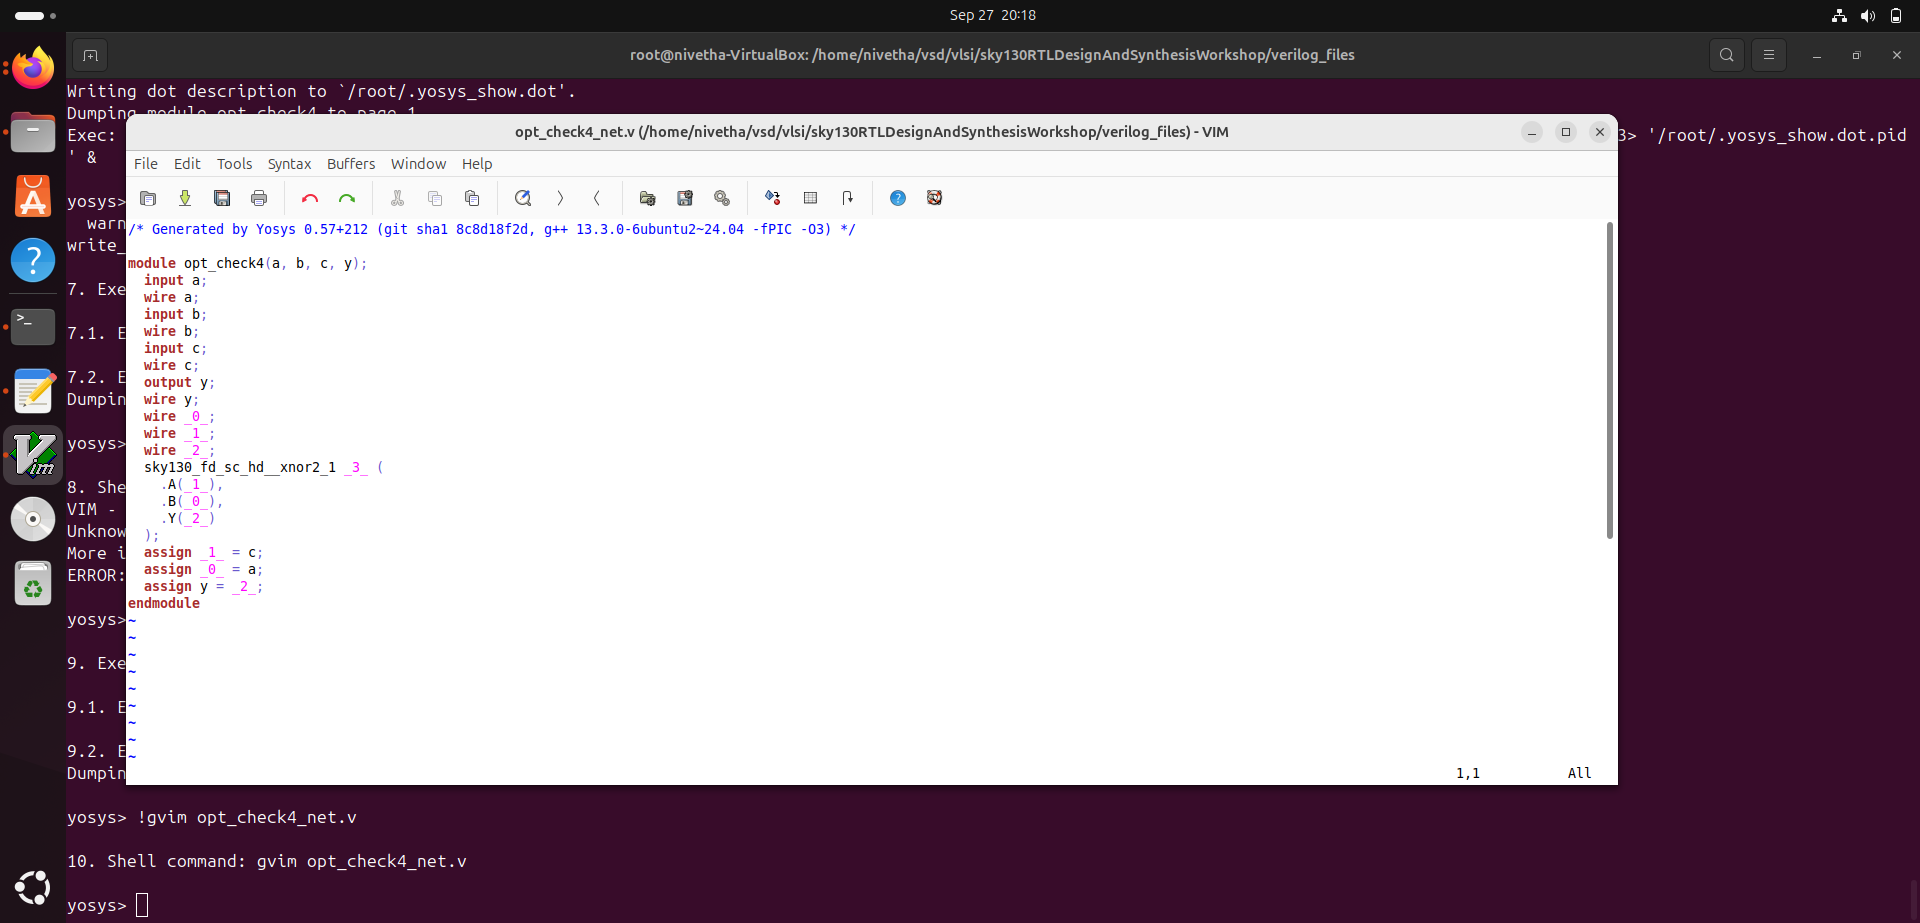 Sep 27 20:18
root@nivetha-VirtualBox: /home/nivetha/vsd/vlsi/sky130RTLDesignAndSynthesisWorkshop/verilog_files
Writing dot description to `/root/.yosys_show.dot'.
Dumping module opt_check4 to page 1
Exec:
3> '/root/.yosys_show.dot.pid
' &
yosys>
warn
write_
7. Exe
7.1. E
7.2. E
Dumpin
yosys>
8. She
VIM -
Unknow
More i
ERROR:
yosys>
9. Exe
9.1. E
9.2. E
Dumpin
opt_check4_net.v (/home/nivetha/vsd/vlsi/sky130RTLDesignAndSynthesisWorkshop/verilog_files) - VIM
File Edit Tools Syntax Buffers Window Help
/* Generated by Yosys 0.57+212 (git sha1 8c8d18f2d, g++ 13.3.0-6ubuntu2~24.04 -fPIC -O3) */
module opt_check4(a, b, c, y);
input a;
wire a;
input b;
wire b;
input c;
wire c;
output y;
wire y;
wire _0_;
wire _1_;
wire _2_;
sky130_fd_sc_hd__xnor2_1 _3_ (
.A(_1_),
.B(_0_),
.Y(_2_)
);
assign _1_ = c;
assign _0_ = a;
assign y = _2_;
endmodule
~
~
~
~
~
~
~
~
~
1,1 All
yosys> !gvim opt_check4_net.v
10. Shell command: gvim opt_check4_net.v
yosys>